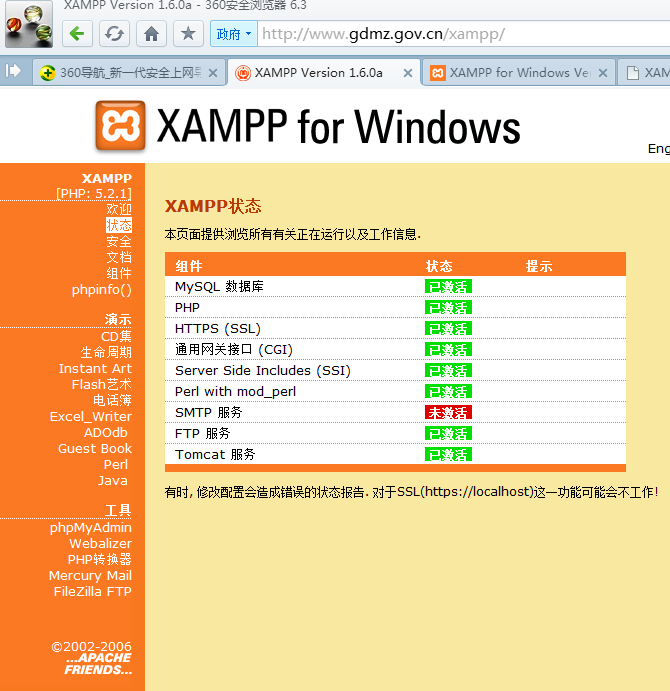 XAMPP Version 1.6.0a - 360安全浏览器 6.3
政府 http://www.gdmz.gov.cn/xampp/
360导航_新一代安全上网导 XAMPP Version 1.6.0a XAMPP for Windows Ve XAM
XAMPP for Windows
Eng
XAMPP
[PHP: 5.2.1]
欢迎
状态
安全
文档
组件
phpinfo()
演示
CD集
生命周期
Instant Art
Flash艺术
电话簿
Excel_Writer
ADOdb
Guest Book
Perl
Java
工具
phpMyAdmin
Webalizer
PHP转换器
Mercury Mail
FileZilla FTP
©2002-2006
...APACHE
FRIENDS...
XAMPP状态
本页面提供浏览所有有关正在运行以及工作信息.
组件 状态 提示
MySQL 数据库 已激活
PHP 已激活
HTTPS (SSL) 已激活
通用网关接口 (CGI) 已激活
Server Side Includes (SSI) 已激活
Perl with mod_perl 已激活
SMTP 服务 未激活
FTP 服务 已激活
Tomcat 服务 已激活
有时, 修改配置会造成错误的状态报告. 对于SSL(https://localhost)这一功能可能会不工作!